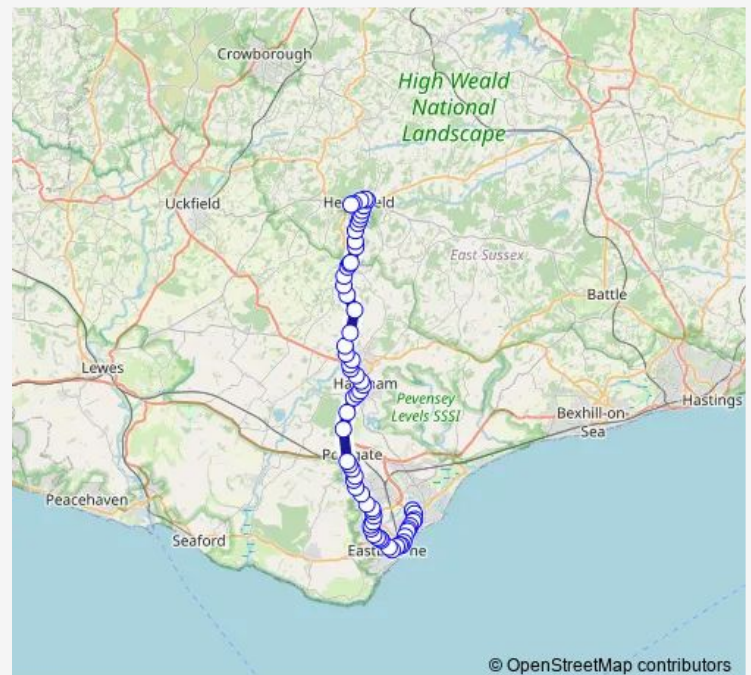 Crowborough
High Weald
National
Landscape
Uckfield
East Sussex
Battle
Lewes
Pevensey
Levels SSSI
Hastings
Bexhill-on-
Sea
Peacehaven
Seaford
© OpenStreetMap contributors